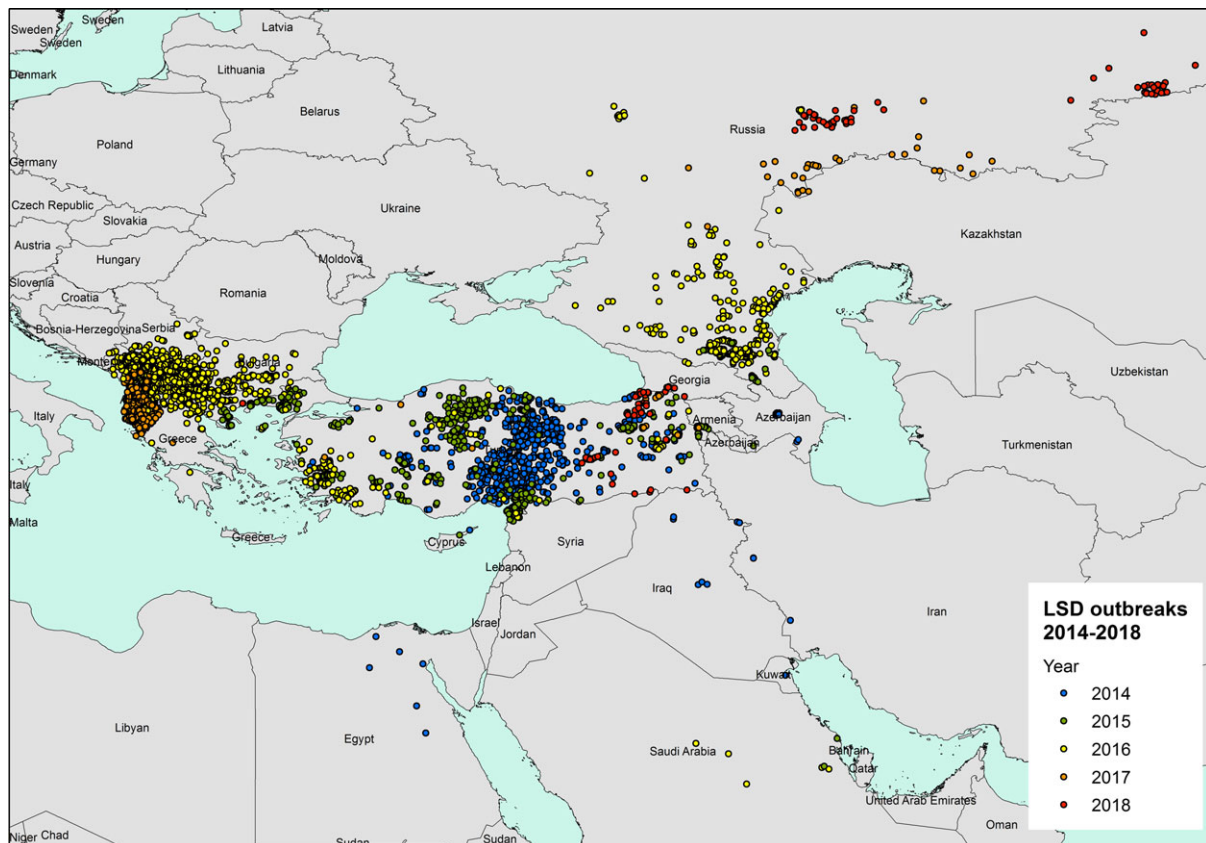 Sweden
Sweden
Sweden
Latvia
Denmark
Lithuania
Belarus
Russia
Poland
Germany
Ukraine
Czech Republic
Slovakia
Kazakhstan
Austria
Hungary
Moldova
Slovenia
Romania
Croatia
Bosnia-Herzegovina
Serbia
Uzbekistan
Georgia
Italy
Armenia
Azerbaijan
Greece
Azerbaijan
Turkmenistan
Italy
Malta
Greece
Cyprus
Syria
Lebanon
Iraq
Iran
Israel
Jordan
Kuwait
Libyan
Egypt
Saudi Arabia
Bahrain
Qatar
United Arab Emirates
Oman
Niger
Chad
Sudan
Sudan
LSD outbreaks
2014-2018
Year
2014
2015
2016
2017
2018